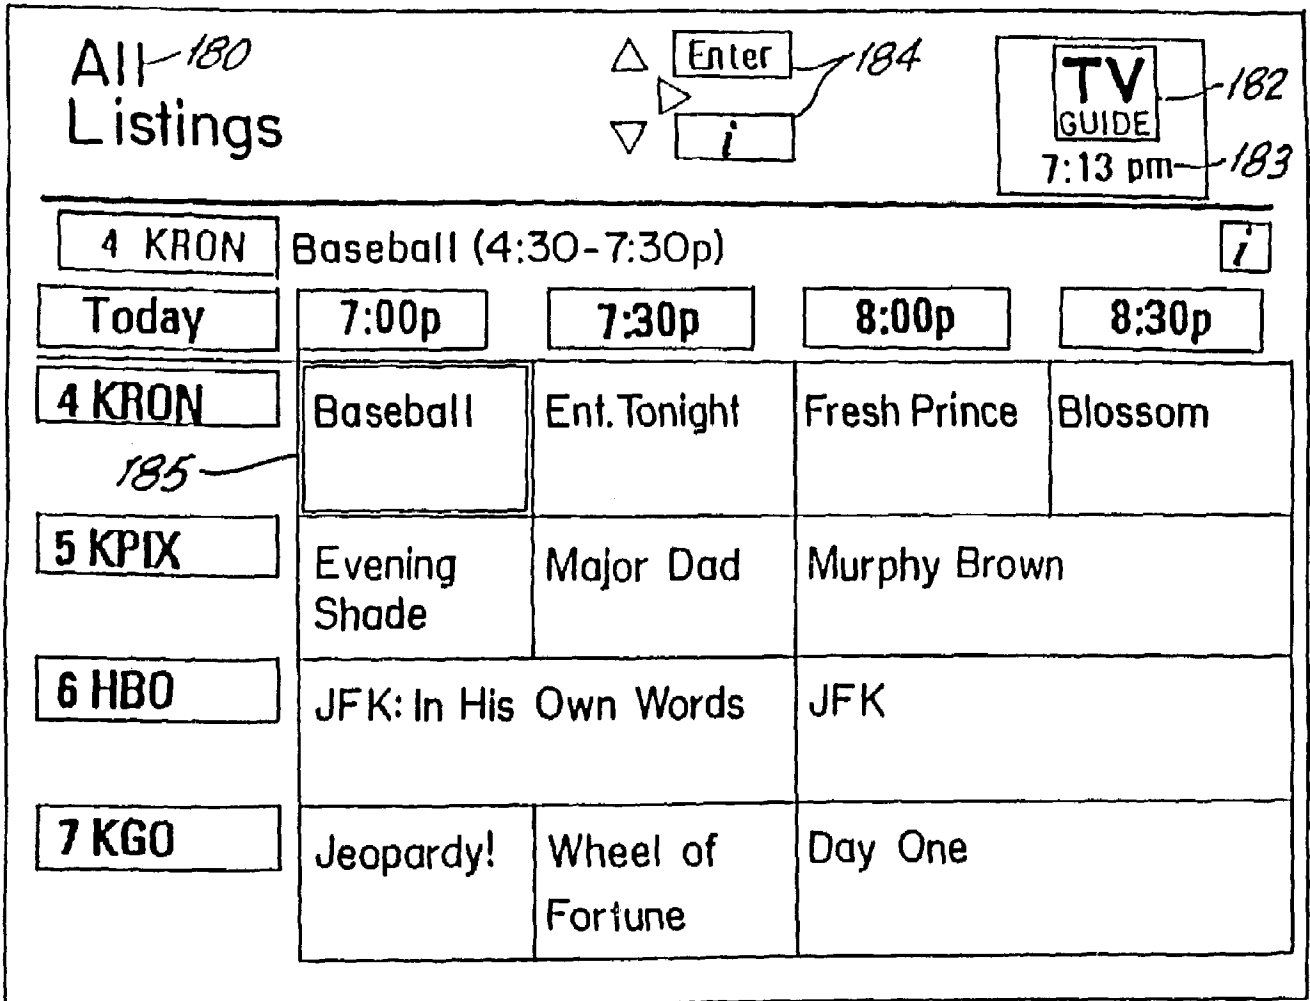 All 180
Listings
Enter 184
i
TV 182
GUIDE
7:13 pm 183
4 KRON Baseball (4:30-7:30p) i
Today 7:00p 7:30p 8:00p 8:30p
4 KRON Baseball Ent. Tonight Fresh Prince Blossom
185
5 KPIX Evening Major Dad Murphy Brown
Shade
6 HBO JFK: In His Own Words JFK
7 KGO Jeopardy! Wheel of Day One
Fortune